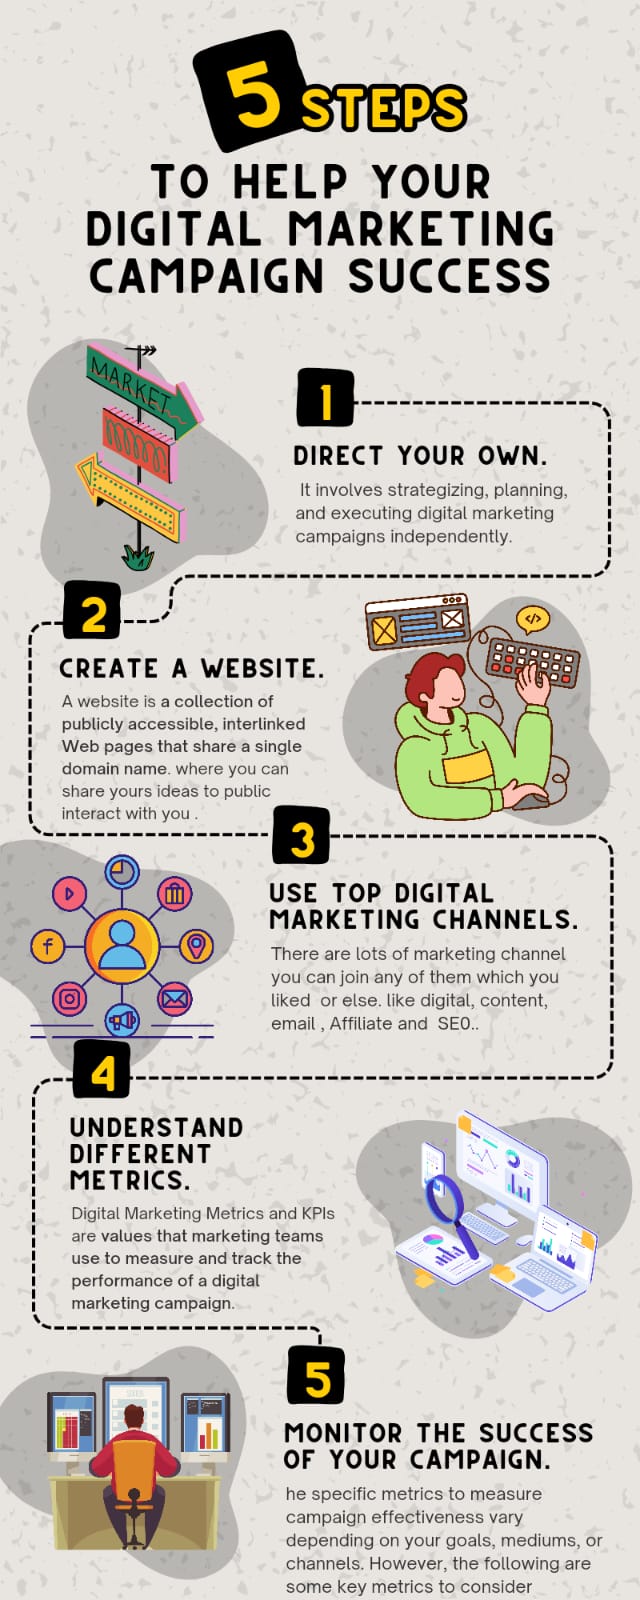 5 STEPS
TO HELP YOUR
DIGITAL MARKETING
CAMPAIGN SUCCESS
MARKET
1
DIRECT YOUR OWN.
It involves strategizing, planning,
and executing digital marketing
campaigns independently.
2
CREATE A WEBSITE.
A website is a collection of
publicly accessible, interlinked
Web pages that share a single
domain name. where you can
share yours ideas to public
interact with you .
</>
3
USE TOP DIGITAL
MARKETING CHANNELS.
There are lots of marketing channel
you can join any of them which you
liked or else. like digital, content,
email , Affiliate and SEO..
f
4
UNDERSTAND
DIFFERENT
METRICS.
Digital Marketing Metrics and KPIs
are values that marketing teams
use to measure and track the
performance of a digital
marketing campaign.
5
MONITOR THE SUCCESS
OF YOUR CAMPAIGN.
he specific metrics to measure
campaign effectiveness vary
depending on your goals, mediums, or
channels. However, the following are
some key metrics to consider